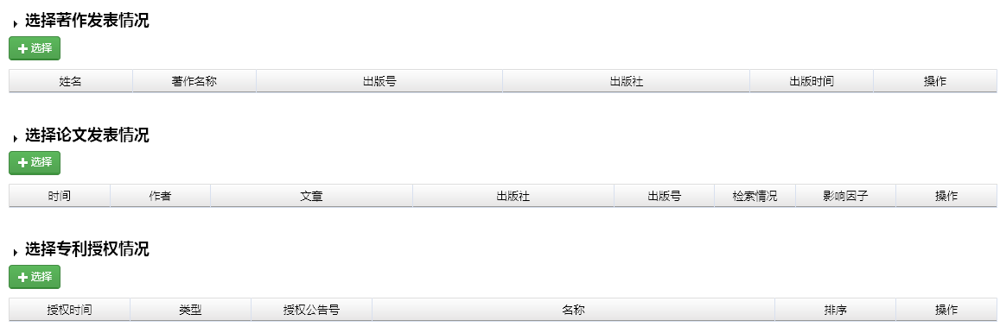 选择著作发表情况
选择
姓名 著作名称 出版号 出版社 出版时间 操作
选择论文发表情况
选择
时间 作者 文章 出版社 出版号 检索情况 影响因子 操作
选择专利授权情况
选择
授权时间 类型 授权公告号 名称 排序 操作